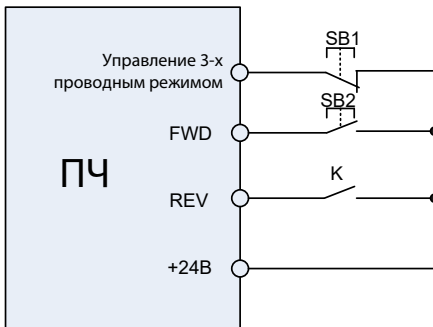 Управление 3-х
проводным режимом
SB1
SB2
FWD
ПЧ
K
REV
+24В